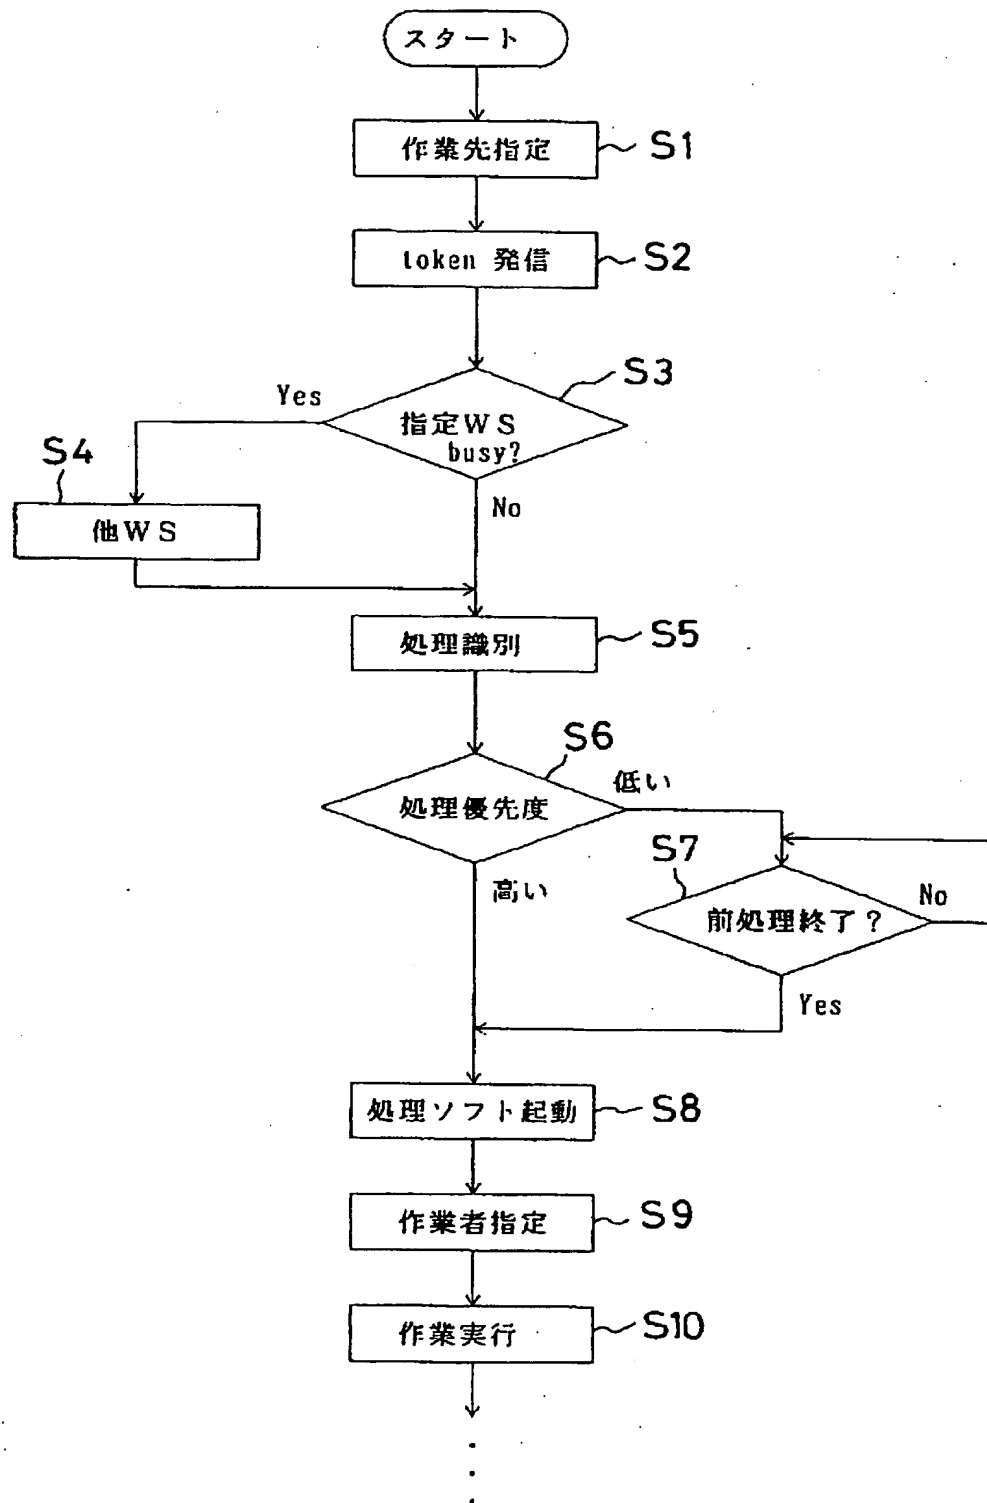 スタート
作業先指定
S1
token 発信
S2
S3
Yes
指定WS
busy?
S4
No
他WS
処理識別
S5
S6
低い
処理優先度
S7
高い
前処理終了?
No
Yes
処理ソフト起動
S8
作業者指定
S9
作業実行
S10